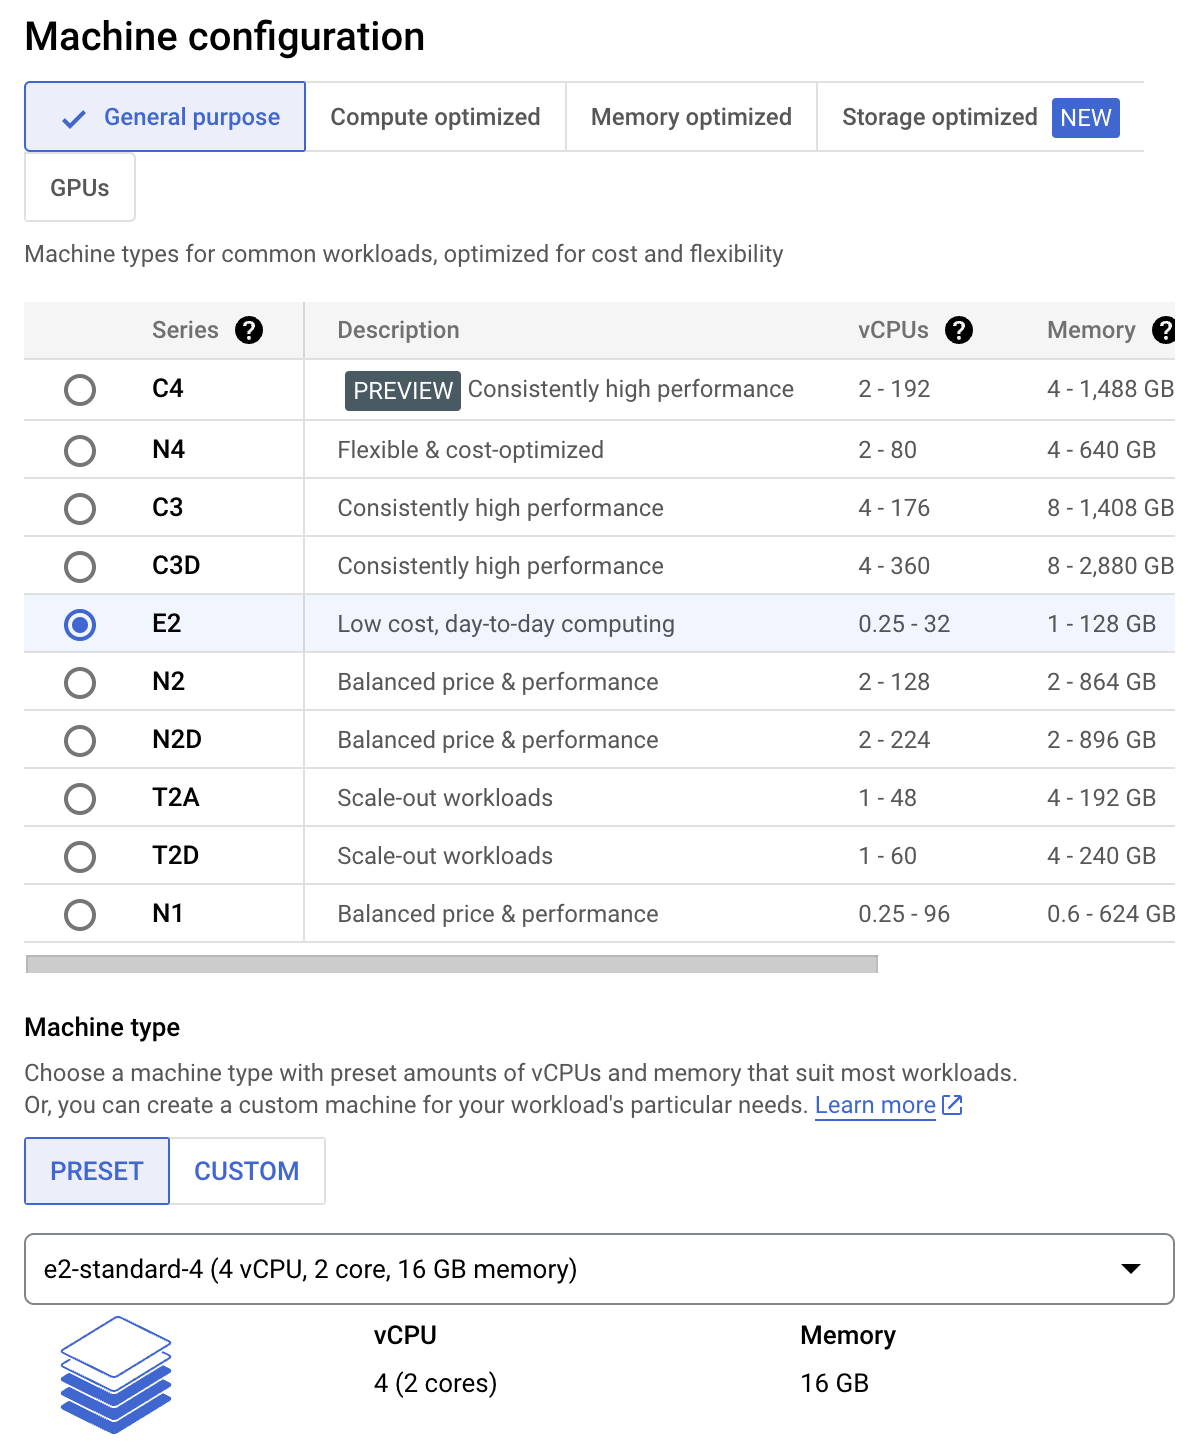 Machine configuration
General purpose Compute optimized Memory optimized Storage optimized NEW
GPUs
Machine types for common workloads, optimized for cost and flexibility
Series ? Description vCPUs ? Memory ?
C4 PREVIEW Consistently high performance 2 - 192 4 - 1,488 GB
N4 Flexible & cost-optimized 2 - 80 4 - 640 GB
C3 Consistently high performance 4 - 176 8 - 1,408 GB
C3D Consistently high performance 4 - 360 8 - 2,880 GB
E2 Low cost, day-to-day computing 0.25 - 32 1 - 128 GB
N2 Balanced price & performance 2 - 128 2 - 864 GB
N2D Balanced price & performance 2 - 224 2 - 896 GB
T2A Scale-out workloads 1 - 48 4 - 192 GB
T2D Scale-out workloads 1 - 60 4 - 240 GB
N1 Balanced price & performance 0.25 - 96 0.6 - 624 GB
Machine type
Choose a machine type with preset amounts of vCPUs and memory that suit most workloads.
Or, you can create a custom machine for your workload's particular needs. Learn more
PRESET CUSTOM
e2-standard-4 (4 vCPU, 2 core, 16 GB memory)
vCPU Memory
4 (2 cores) 16 GB